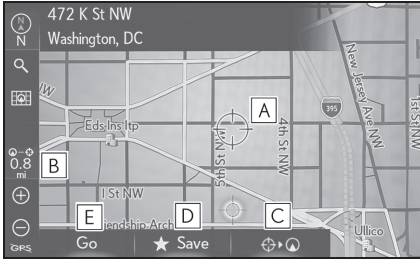 472 K St NW
Washington, DC
N
N
A
395
New Jersey Ave NW
1st St NW
Eds Ins Itp
5th St NW
4th St NW
0.8
mi
B
I St NW
E
D
C
Ullico
GPS
Go
Save